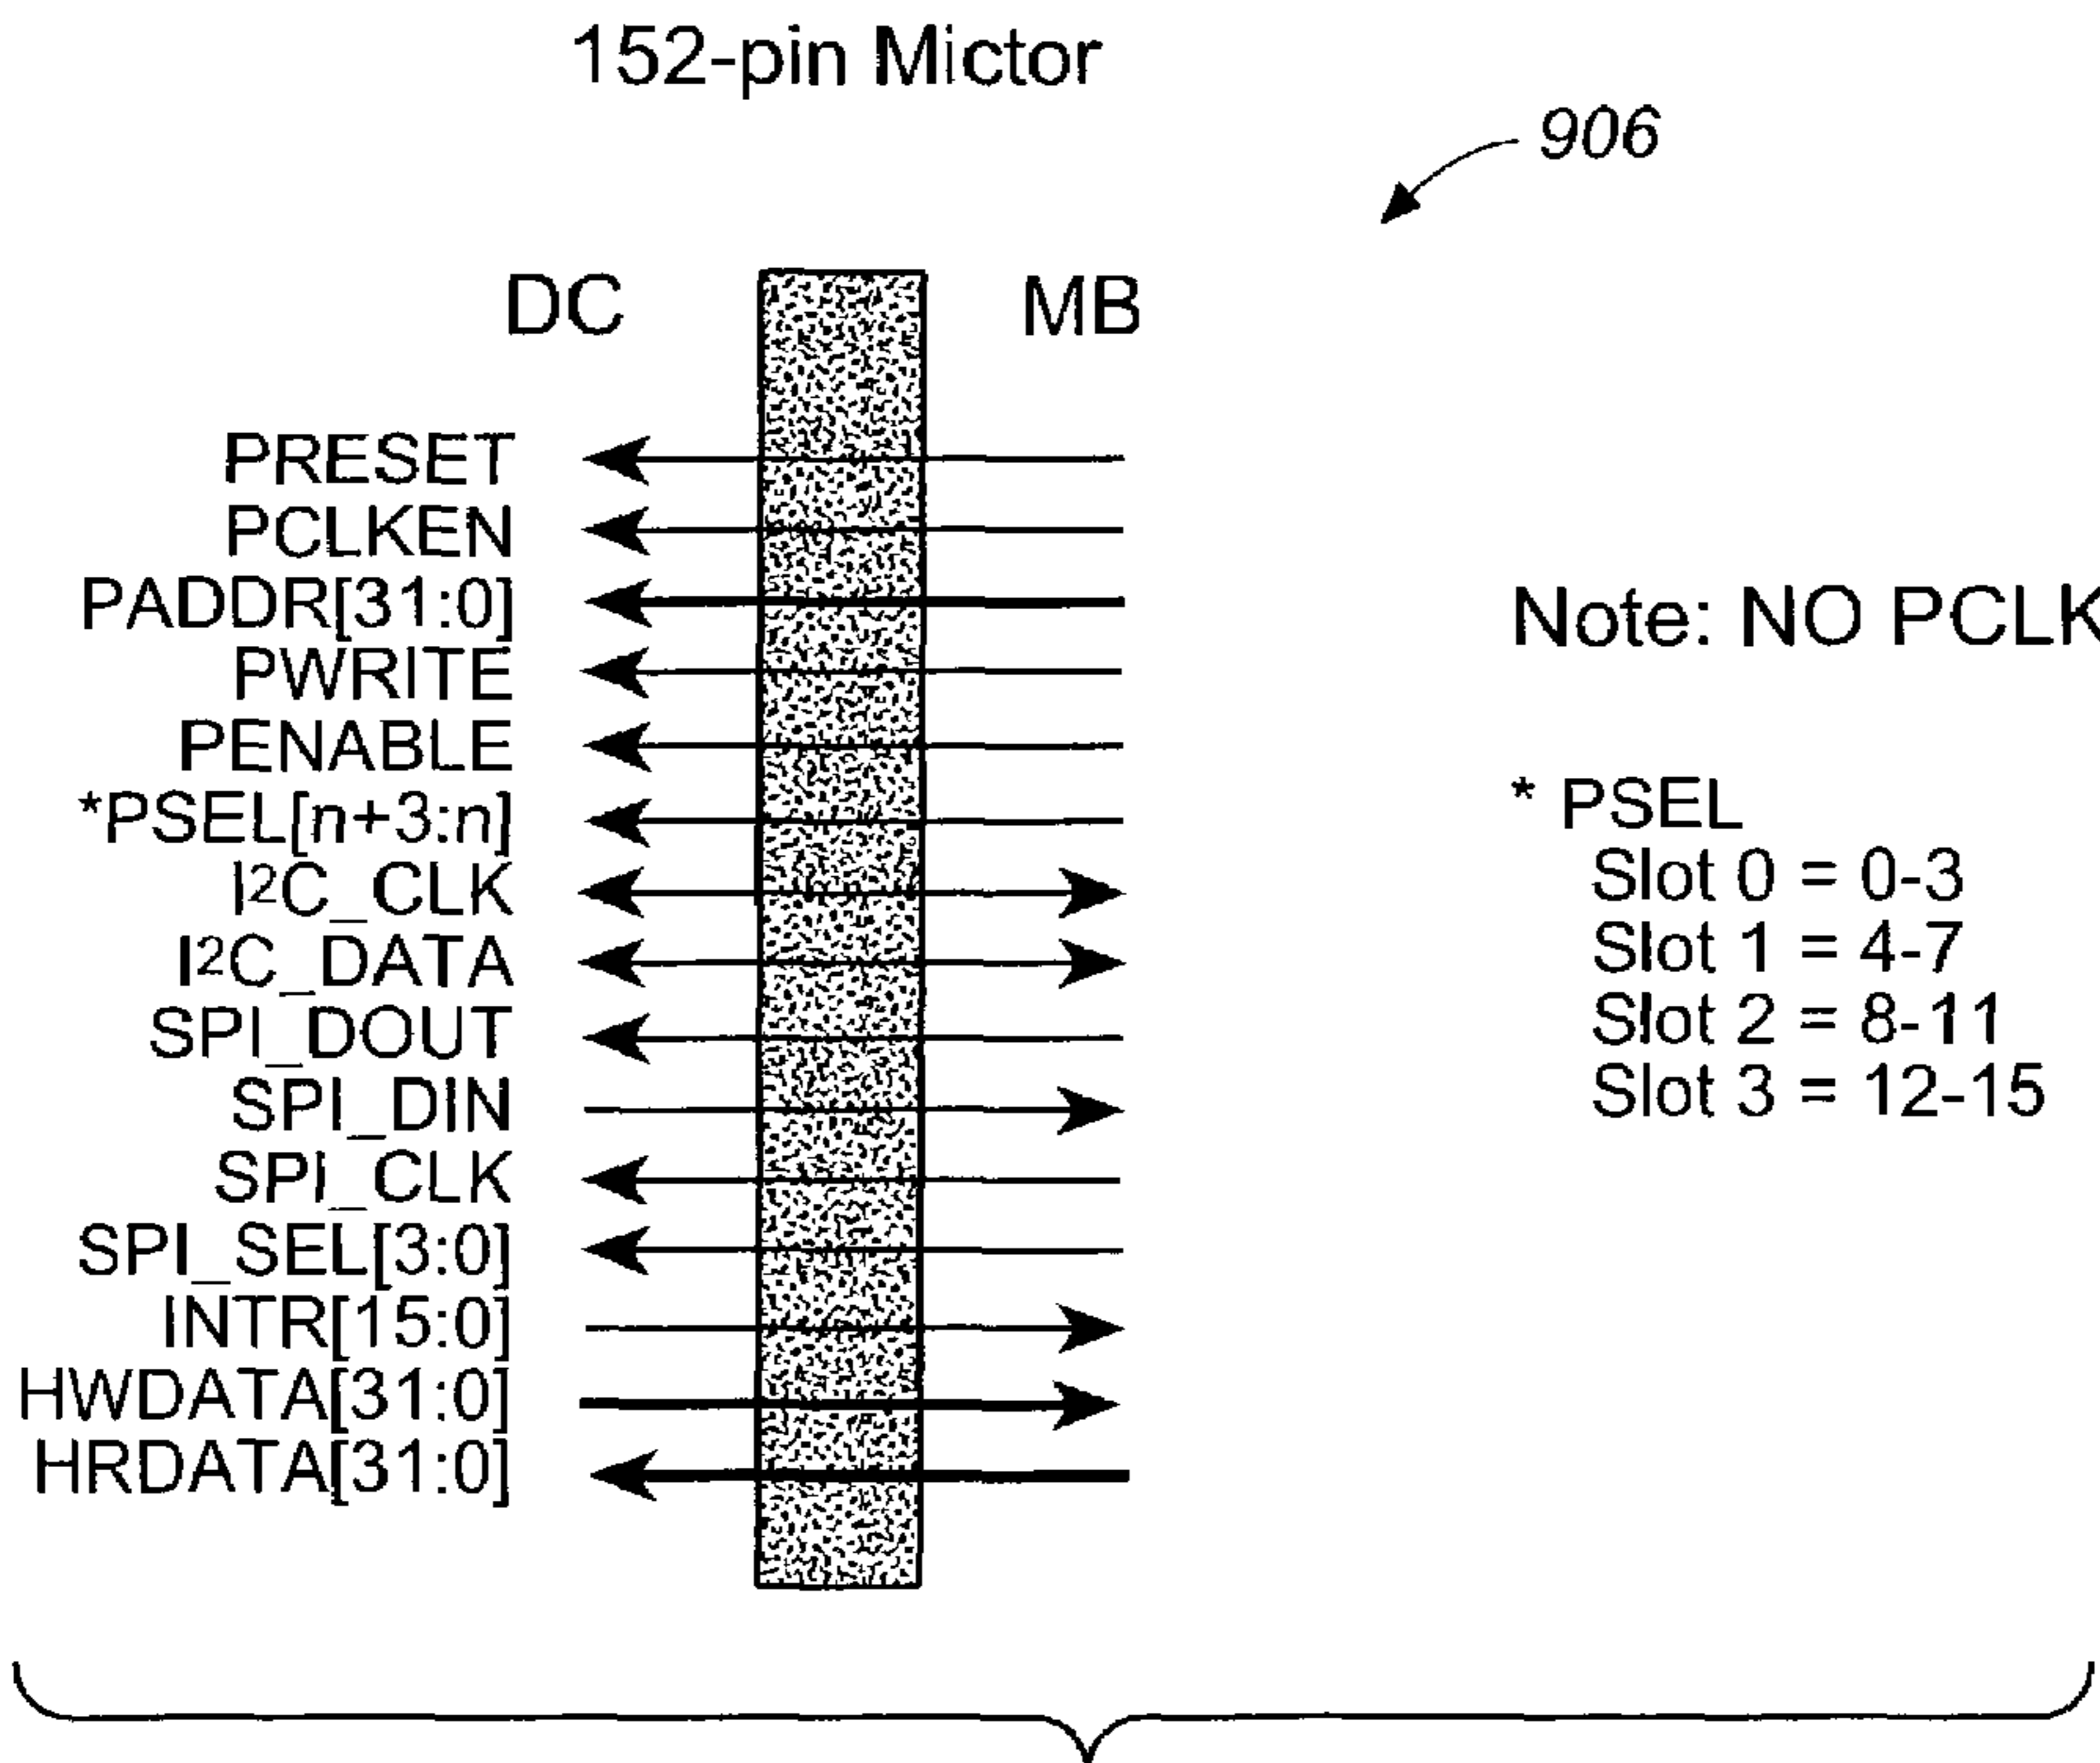 152-pin Mictor
906
DC
MB
PRESET
PCLKEN
PADDR[31:0]
PWRITE
PENABLE
*PSEL[n+3:n]
I2C_CLK
I2C_DATA
SPI_DOUT
SPI_DIN
SPI_CLK
SPI_SEL[3:0]
INTR[15:0]
HWDATA[31:0]
HRDATA[31:0]
Note: NO PCLK
* PSEL
Slot 0 = 0-3
Slot 1 = 4-7
Slot 2 = 8-11
Slot 3 = 12-15